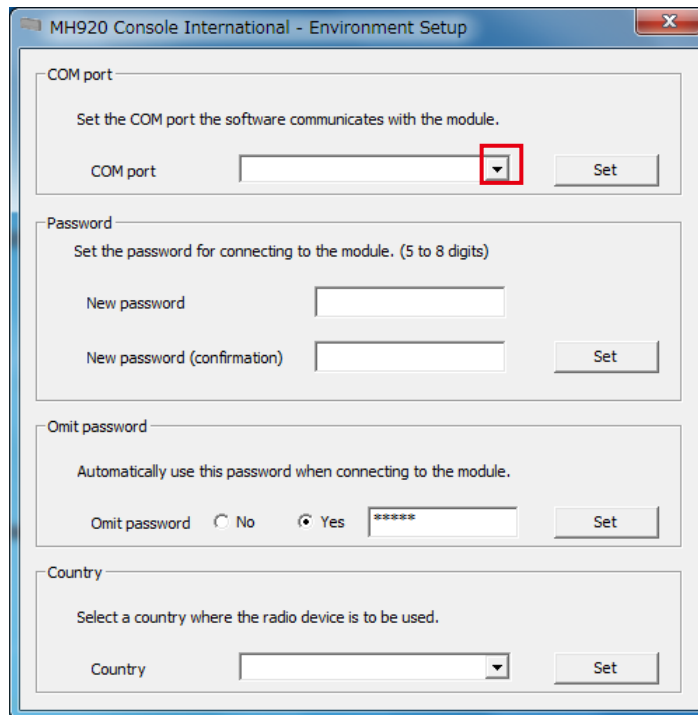 MH920 Console International - Environment Setup
COM port
Set the COM port the software communicates with the module.
COM port Set
Password
Set the password for connecting to the module. (5 to 8 digits)
New password
New password (confirmation) Set
Omit password
Automatically use this password when connecting to the module.
Omit password No Yes ***** Set
Country
Select a country where the radio device is to be used.
Country Set